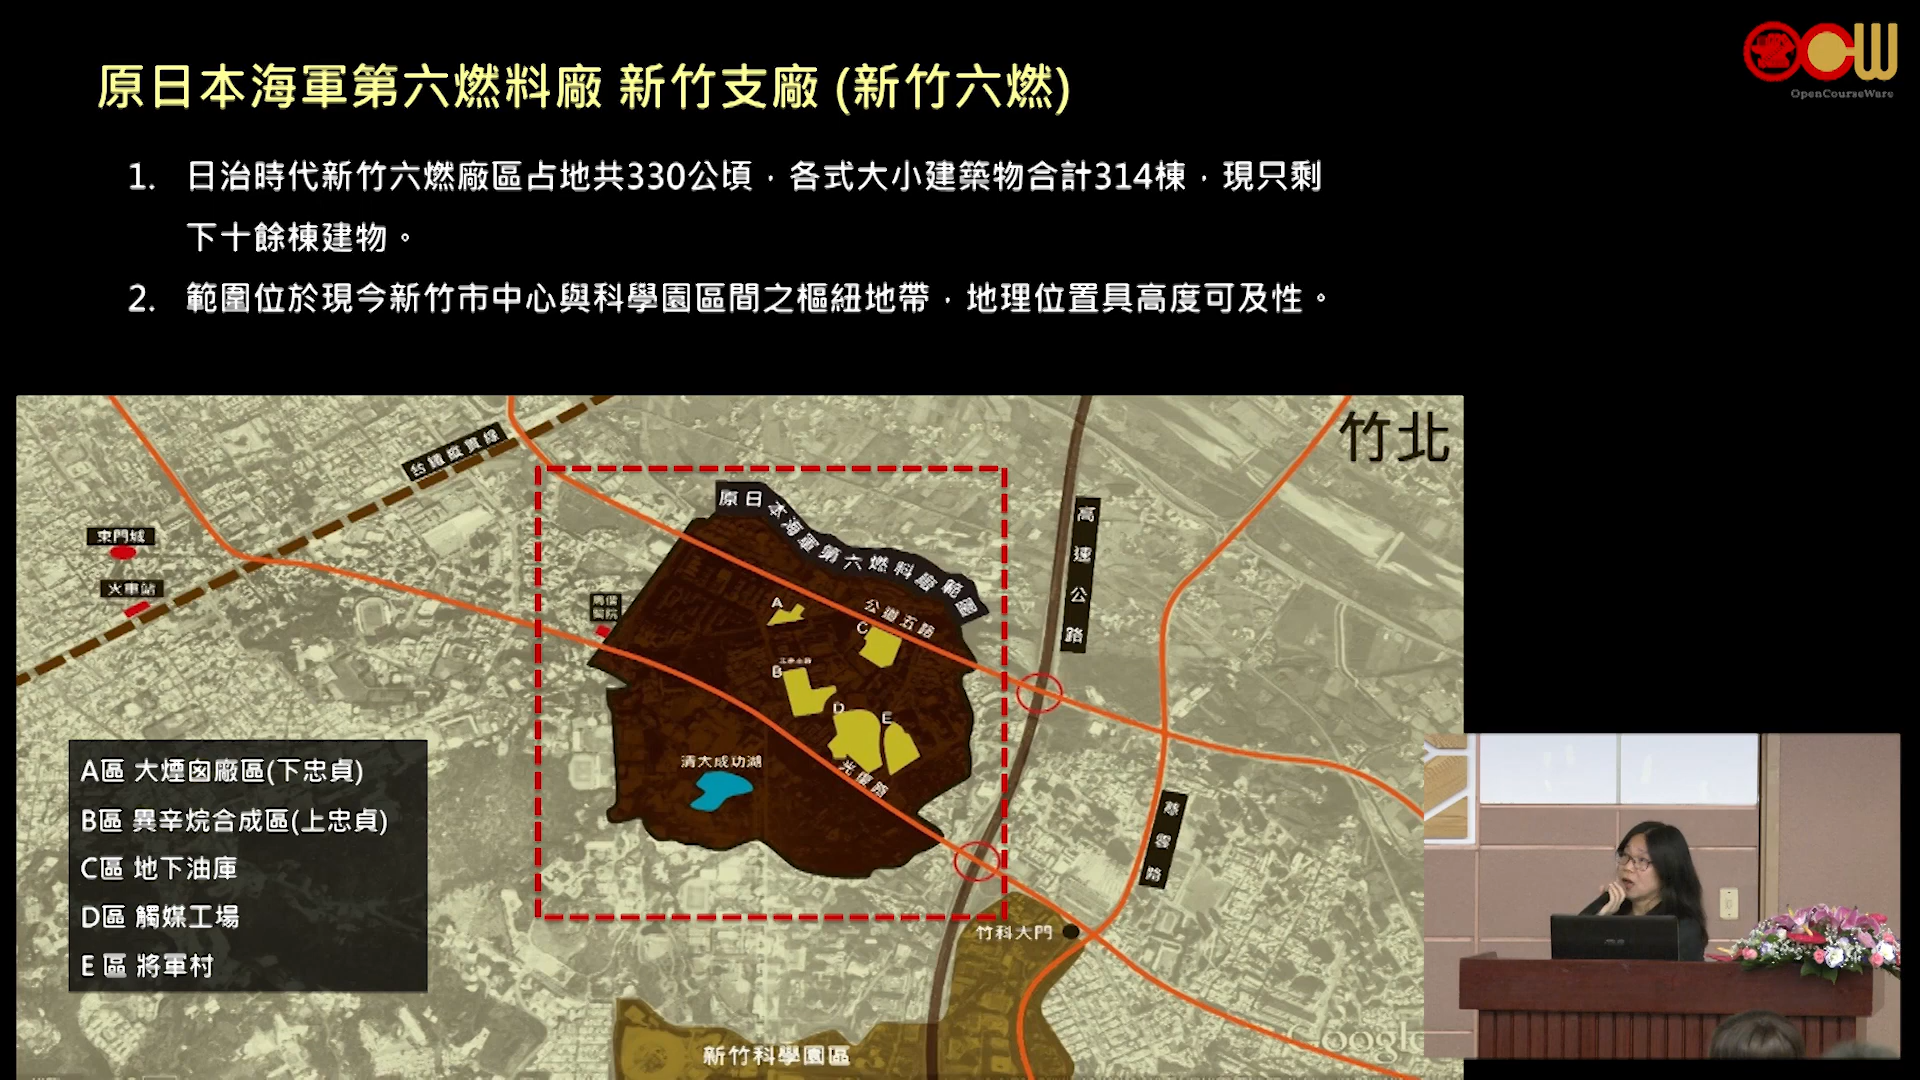 原日本海軍第六燃料廠 新竹支廠 (新竹六燃)
OpenCourseWare
1. 日治時代新竹六燃廠區占地共330公頃，各式大小建築物合計314棟，現只剩
下十餘棟建物。
2. 範圍位於現今新竹市中心與科學園區間之樞紐地帶，地理位置具高度可及性。
竹北
台鐵縱貫線
東門城
火車站
原日本海軍第六燃料廠範圍
高速公路
馬偕
醫院
A
公道五路
C
B
D
E
清大成功湖
光復路
慈雲路
竹科大門
新竹科學園區
Google
A區 大煙囪廠區(下忠貞)
B區 異辛烷合成區(上忠貞)
C區 地下油庫
D區 觸媒工場
E區 將軍村